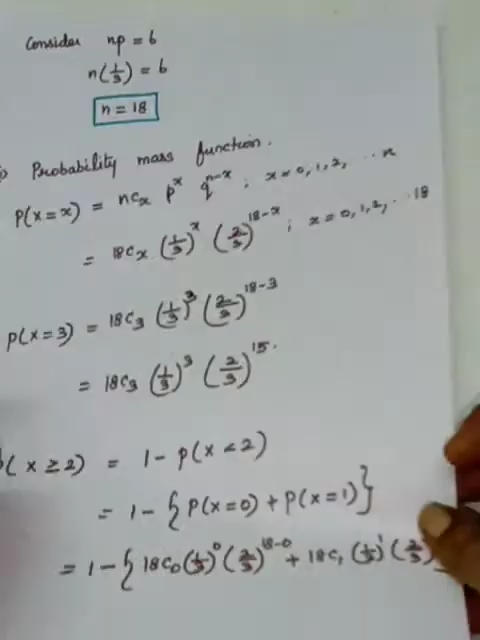 Consider np = 6
n(1/3) = 6
n = 18
) Probability mass function.
P(x=x) = nCx p^x q^(n-x) ; x = 0, 1, 2, ... n
= 18Cx (1/3)^x (2/3)^(18-x) ; x = 0, 1, 2, ... 18
P(x=3) = 18C3 (1/3)^3 (2/3)^(18-3)
= 18C3 (1/3)^3 (2/3)^15.
(x ≥ 2) = 1 - P(x < 2)
= 1 - {P(x=0) + P(x=1)}
= 1 - {18C0 (1/3)^0 (2/3)^(18-0) + 18C1 (1/3)^1 (2/3)